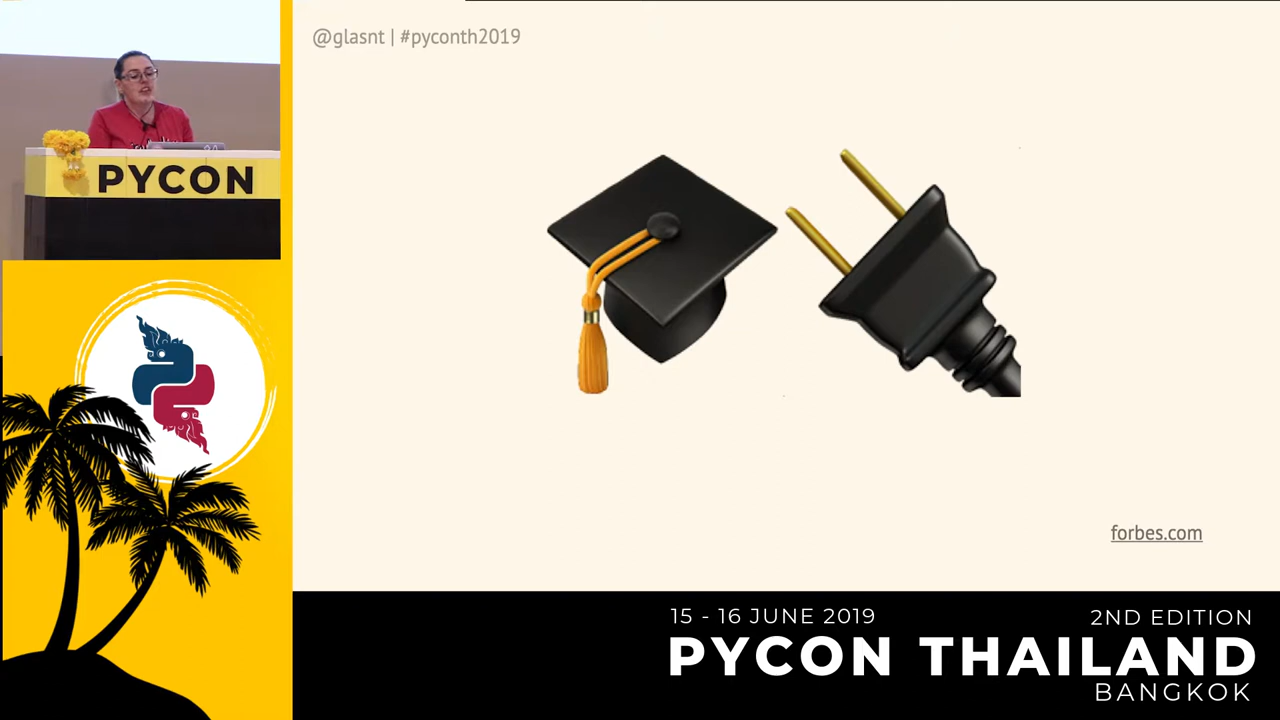 @glasnt | #pyconth2019
PYCON
forbes.com
15 - 16 JUNE 2019
2ND EDITION
PYCON THAILAND
BANGKOK